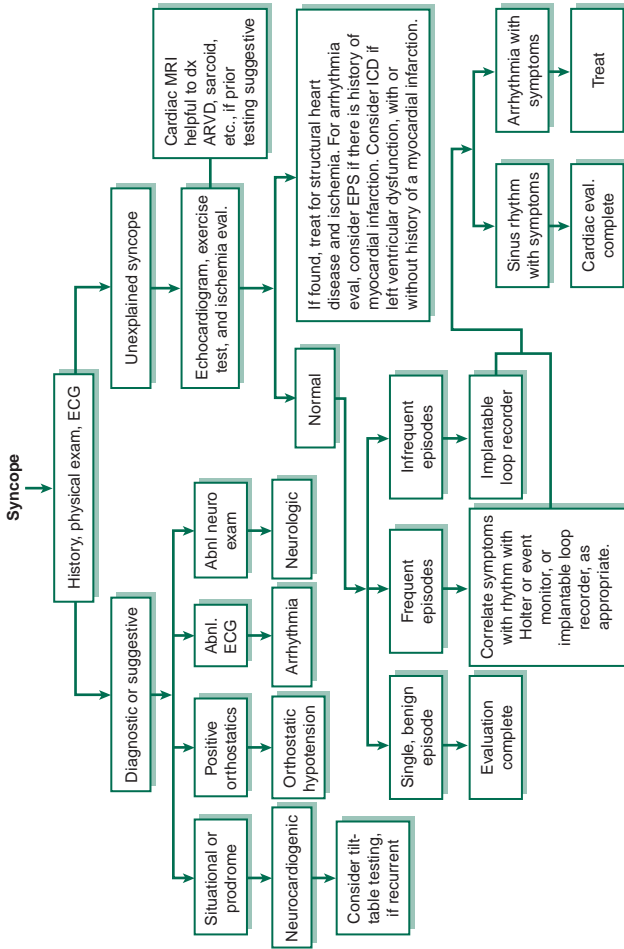 Syncope
History, physical exam, ECG
Diagnostic or suggestive
Unexplained syncope
Situational or
prodrome
Positive
orthostatics
Abnl.
ECG
Abnl neuro
exam
Neurocardiogenic
Orthostatic
hypotension
Arrhythmia
Neurologic
Consider tilt-
table testing,
if recurrent
Echocardiogram, exercise
test, and ischemia eval.
Cardiac MRI
helpful to dx
ARVD, sarcoid,
etc., if prior
testing suggestive
Normal
If found, treat for structural heart
disease and ischemia. For arrhythmia
eval, consider EPS if there is history of
myocardial infarction. Consider ICD if
left ventricular dysfunction, with or
without history of a myocardial infarction.
Single, benign
episode
Frequent
episodes
Infrequent
episodes
Evaluation
complete
Correlate symptoms
with rhythm with
Holter or event
monitor, or
implantable loop
recorder, as
appropriate.
Implantable
loop recorder
Sinus rhythm
with symptoms
Arrhythmia with
symptoms
Cardiac eval.
complete
Treat